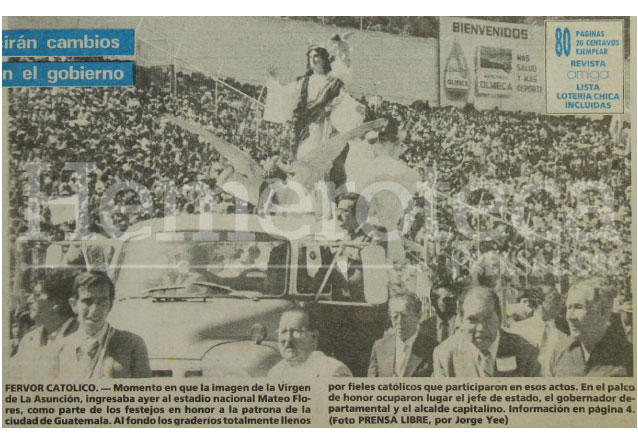 irán cambios
n el gobierno
BIENVENIDOS
MAS
SALUD
Y MAS
DEPORTE
OLMECA
OLMECA
80 PAGINAS
20 CENTAVOS
EJEMPLAR
REVISTA
amiga
LISTA
LOTERIA CHICA
INCLUIDAS
Hemeroteca
PRENSA LIBRE
FERVOR CATOLICO. — Momento en que la imagen de la Virgen
de La Asunción, ingresaba ayer al estadio nacional Mateo Flo-
res, como parte de los festejos en honor a la patrona de la
ciudad de Guatemala. Al fondo los graderíos totalmente llenos
por fieles católicos que participaron en esos actos. En el palco
de honor ocuparon lugar el jefe de estado, el gobernador de-
partamental y el alcalde capitalino. Información en página 4.
(Foto PRENSA LIBRE, por Jorge Yee)